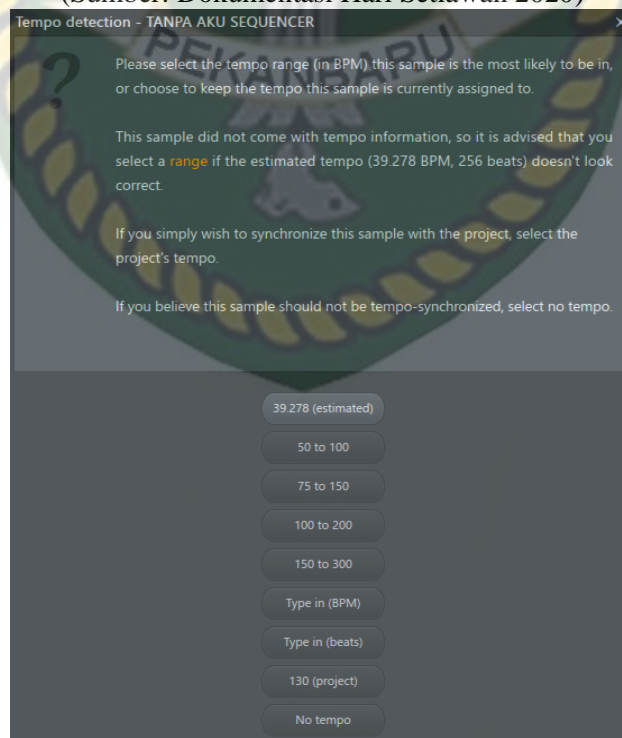 (Sumber: Dokumentasi Hari Setiawan 2020)
Tempo detection - TANPA AKU SEQUENCER
PEKANBARU
Please select the tempo range (in BPM) this sample is the most likely to be in,
or choose to keep the tempo this sample is currently assigned to.
This sample did not come with tempo information, so it is advised that you
select a range if the estimated tempo (39.278 BPM, 256 beats) doesn't look
correct.
If you simply wish to synchronize this sample with the project, select the
project's tempo.
If you believe this sample should not be tempo-synchronized, select no tempo.
39.278 (estimated)
50 to 100
75 to 150
100 to 200
150 to 300
Type in (BPM)
Type in (beats)
130 (project)
No tempo